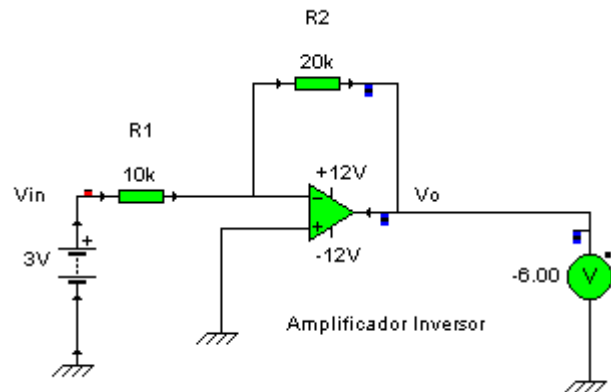 R2
20k
R1
10k
+12V
Vin
Vo
-
+
+
3V
-12V
-6.00
V
Amplificador Inversor